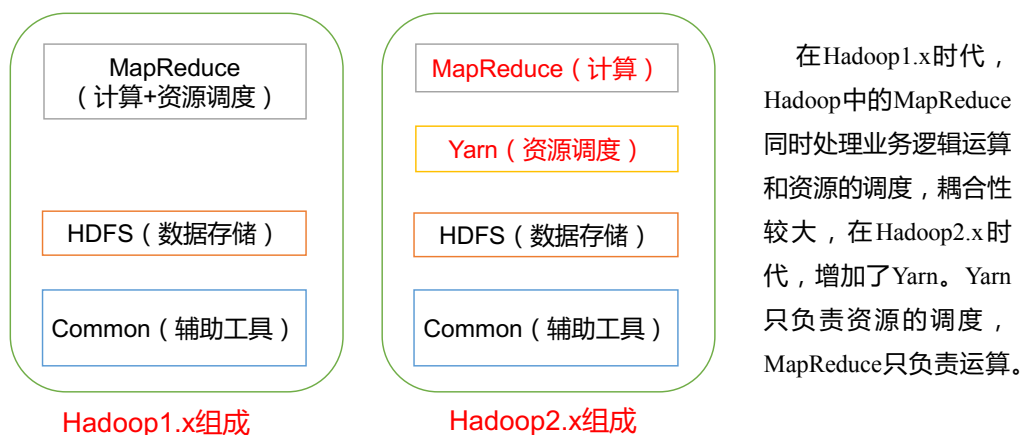 MapReduce
（计算+资源调度）
HDFS（数据存储）
Common（辅助工具）
Hadoop1.x组成
MapReduce（计算）
Yarn（资源调度）
HDFS（数据存储）
Common（辅助工具）
Hadoop2.x组成
在Hadoop1.x时代，
Hadoop中的MapReduce
同时处理业务逻辑运算
和资源的调度，耦合性
较大，在Hadoop2.x时
代，增加了Yarn。Yarn
只负责资源的调度，
MapReduce只负责运算。